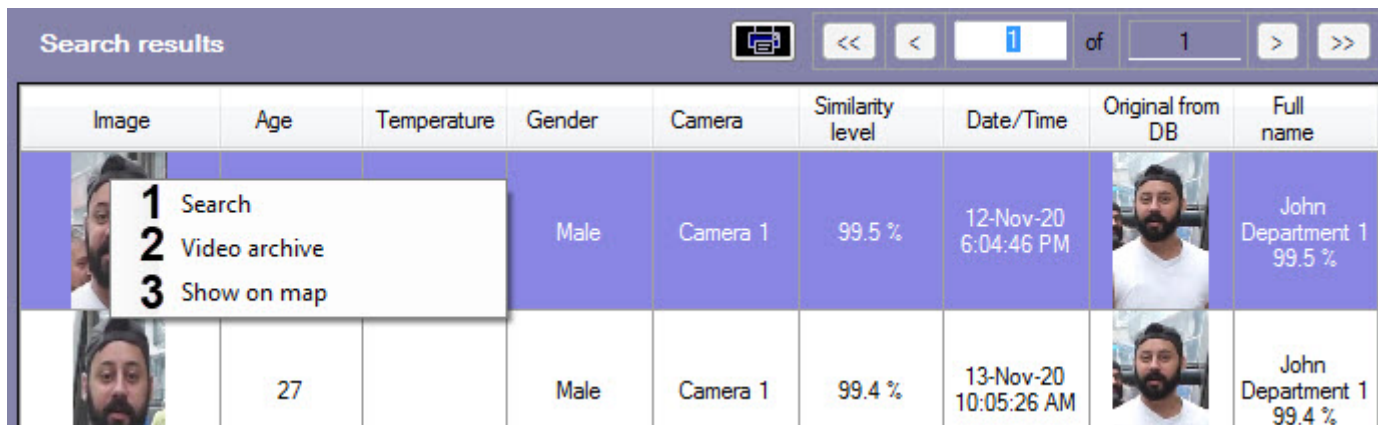 Search results << < 1 of 1 > >>
Image Age Temperature Gender Camera Similarity level Date/Time Original from DB Full name
1 Search
2 Video archive
3 Show on map
Male Camera 1 99.5 % 12-Nov-20 6:04:46 PM John Department 1 99.5 %
27 Male Camera 1 99.4 % 13-Nov-20 10:05:26 AM John Department 1 99.4 %